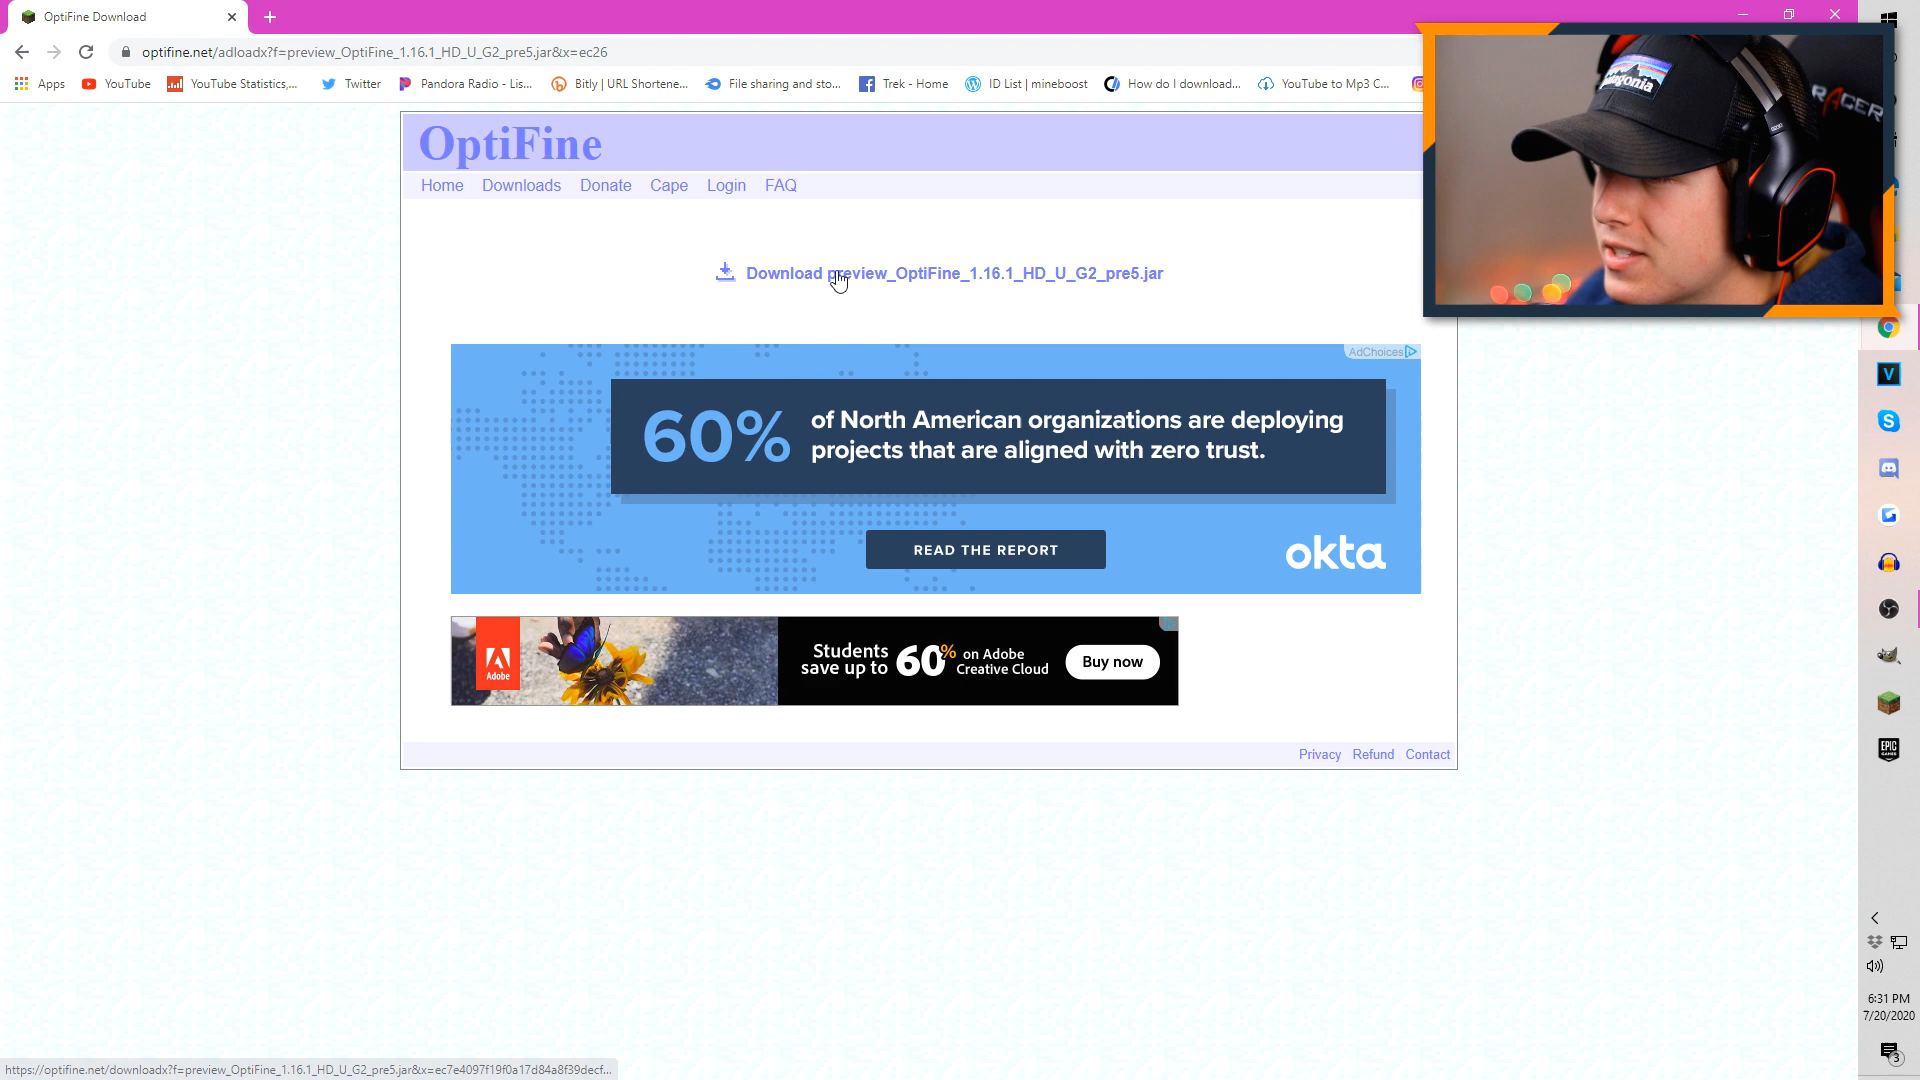 OptiFine Download
optifine.net/adloadx?f=preview_OptiFine_1.16.1_HD_U_G2_pre5.jar&x=ec26
Apps YouTube YouTube Statistics,... Twitter Pandora Radio - Lis... Bitly | URL Shortene... File sharing and sto... Trek - Home ID List | mineboost How do I download... YouTube to Mp3 C...
patagonia
RACER
OptiFine
Home Downloads Donate Cape Login FAQ
Download preview_OptiFine_1.16.1_HD_U_G2_pre5.jar
AdChoices
60% of North American organizations are deploying
projects that are aligned with zero trust.
READ THE REPORT
okta
Adobe
Students
save up to
60%
on Adobe
Creative Cloud
Buy now
Privacy Refund Contact
V
S
EPIC
GAMES
6:31 PM
7/20/2020
3
https://optifine.net/downloadx?f=preview_OptiFine_1.16.1_HD_U_G2_pre5.jar&x=ec7e4097f19f0a17d84a8f39decf...